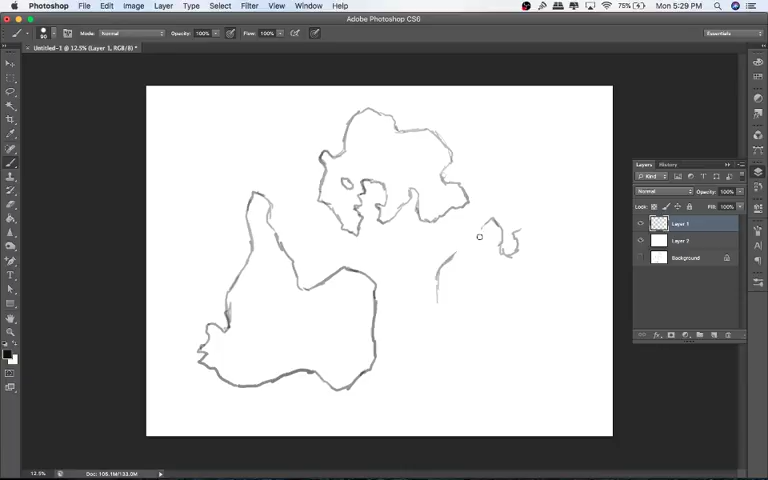 Photoshop File Edit Image Layer Type Select Filter View Window Help 75% Mon 5:29 PM
Adobe Photoshop CS6
90 Mode: Normal Opacity: 100% Flow: 100% Essentials
Untitled-1 @ 12.5% (Layer 1, RGB/8) *
Layers History
Kind
Normal Opacity: 100%
Lock: Fill: 100%
Layer 1
Layer 2
Background
12.5% Doc: 108.1M/133.0M